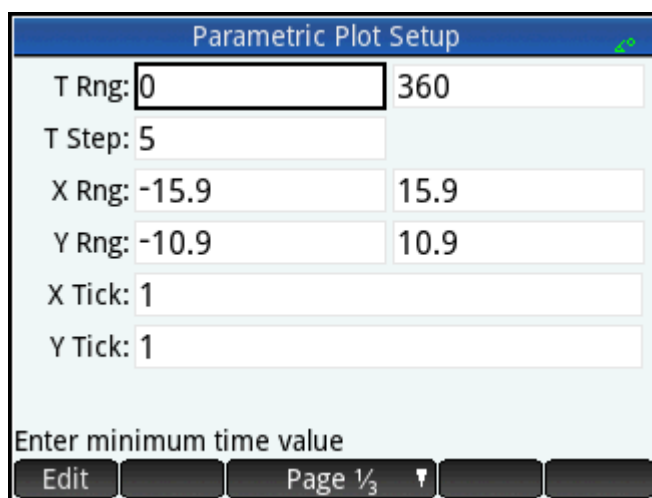 Parametric Plot Setup ∡°
T Rng: 0 360
T Step: 5
X Rng: -15.9 15.9
Y Rng: -10.9 10.9
X Tick: 1
Y Tick: 1
Enter minimum time value
Edit Page ⅓